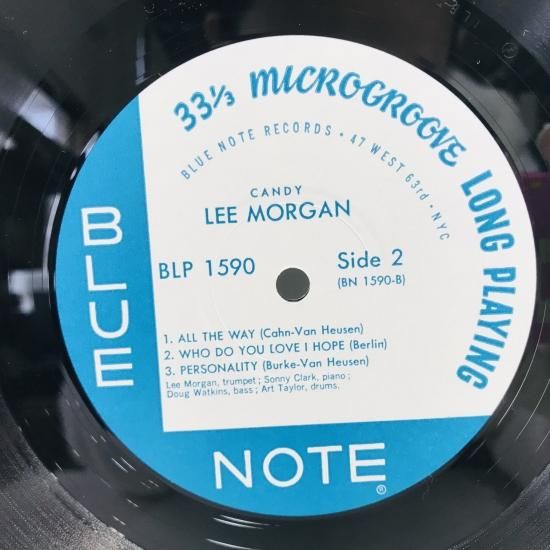 33⅓ MICROGROOVE LONG PLAYING
BLUE NOTE RECORDS • 47 WEST 63rd • NYC
CANDY
LEE MORGAN
BLP 1590
Side 2
(BN 1590-B)
1. ALL THE WAY (Cahn-Van Heusen)
2. WHO DO YOU LOVE I HOPE (Berlin)
3. PERSONALITY (Burke-Van Heusen)
Lee Morgan, trumpet; Sonny Clark, piano;
Doug Watkins, bass; Art Taylor, drums.
BLUE
NOTE
®